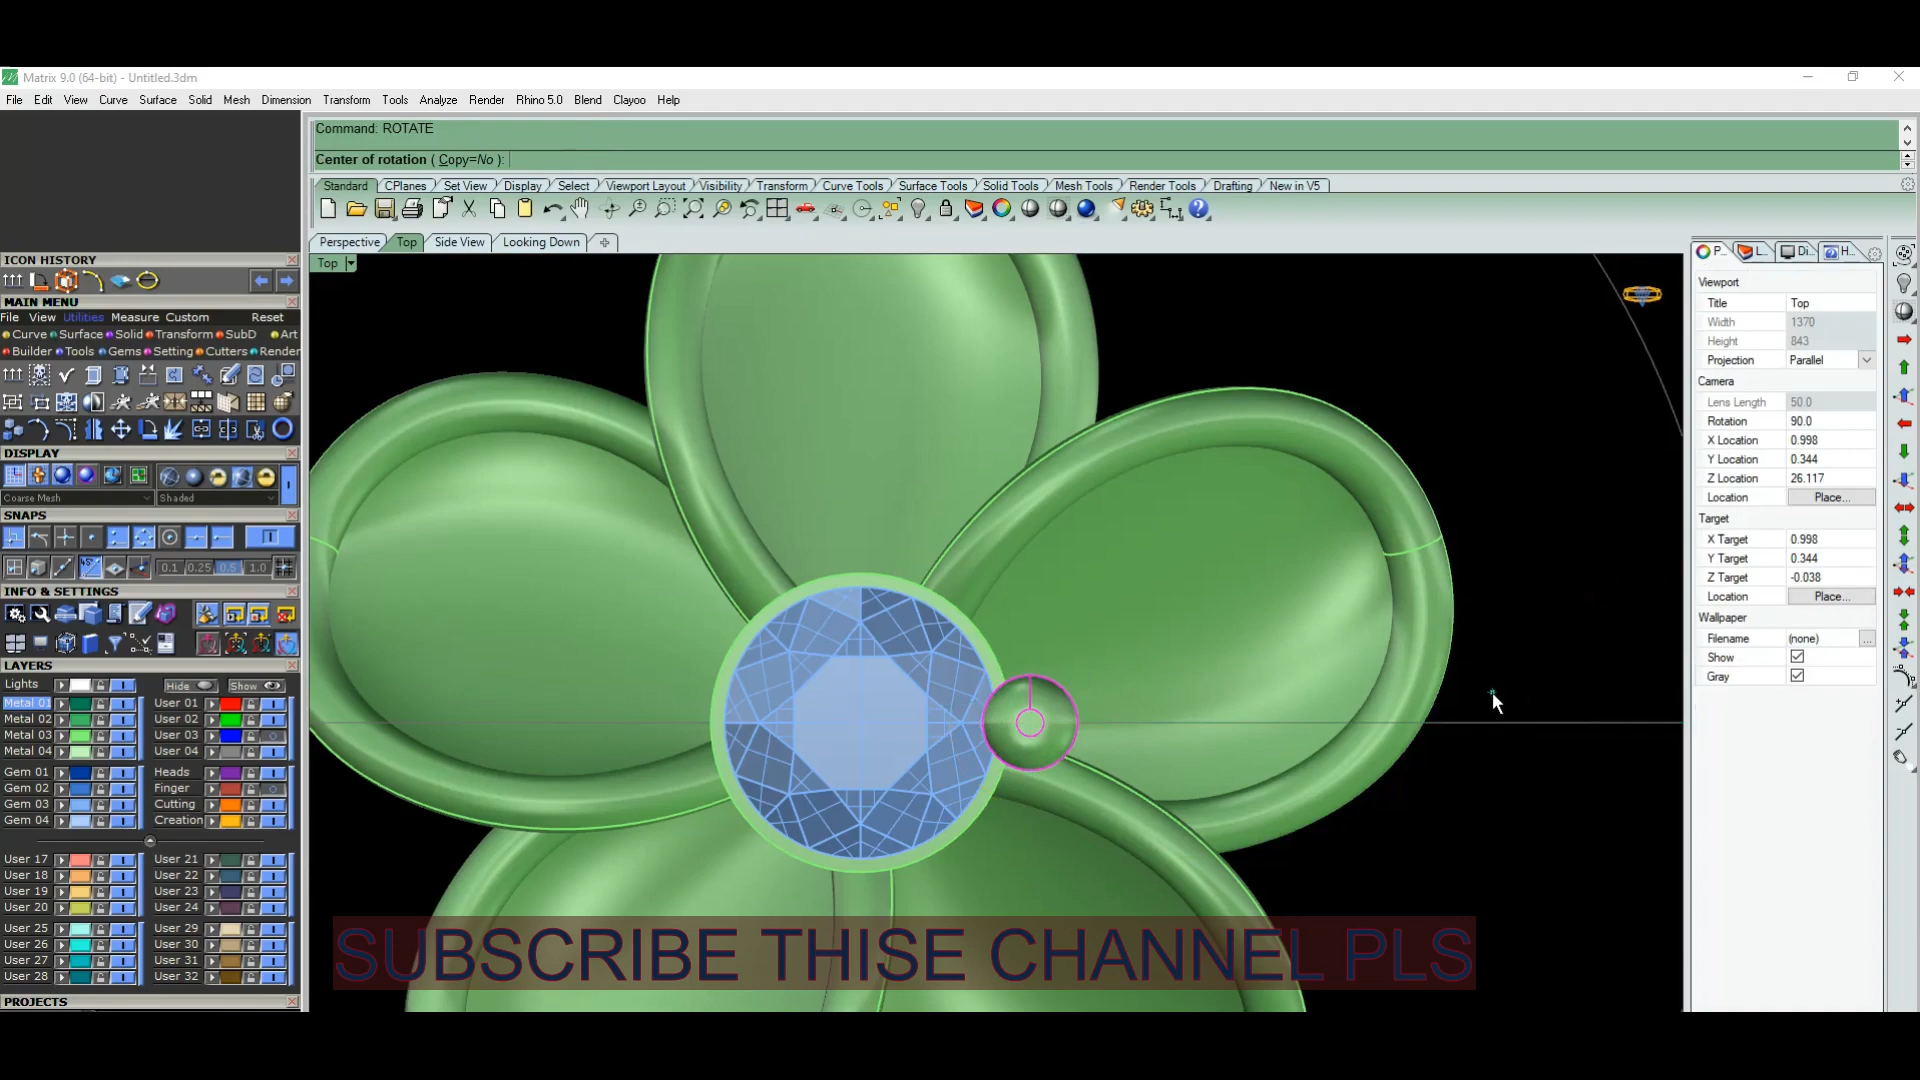 Matrix 9.0 (64-bit) - Untitled.3dm
File Edit View Curve Surface Solid Mesh Dimension Transform Tools Analyze Render Rhino 5.0 Blend Clayoo Help
Command: ROTATE
Center of rotation ( Copy=No ):
Standard CPlanes Set View Display Select Viewport Layout Visibility Transform Curve Tools Surface Tools Solid Tools Mesh Tools Render Tools Drafting New in V5
Perspective Top Side View Looking Down
Top
ICON HISTORY
MAIN MENU
File View Utilities Measure Custom Reset
Curve Surface Solid Transform SubD Art
Builder Tools Gems Setting Cutters Render
DISPLAY
Coarse Mesh Shaded
SNAPS
0.1 0.25 0.5 1.0
INFO & SETTINGS
LAYERS
Lights Hide Show
Metal 01 User 01
Metal 02 User 02
Metal 03 User 03
Metal 04 User 04
Gem 01 Heads
Gem 02 Finger
Gem 03 Cutting
Gem 04 Creation
User 17 User 21
User 18 User 22
User 19 User 23
User 20 User 24
User 25 User 29
User 26 User 30
User 27 User 31
User 28 User 32
PROJECTS
P... L... Di... H...
Viewport
Title Top
Width 1370
Height 843
Projection Parallel
Camera
Lens Length 50.0
Rotation 90.0
X Location 0.998
Y Location 0.344
Z Location 26.117
Location Place...
Target
X Target 0.998
Y Target 0.344
Z Target -0.038
Location Place...
Wallpaper
Filename (none) ...
Show
Gray
SUBSCRIBE THISE CHANNEL PLS